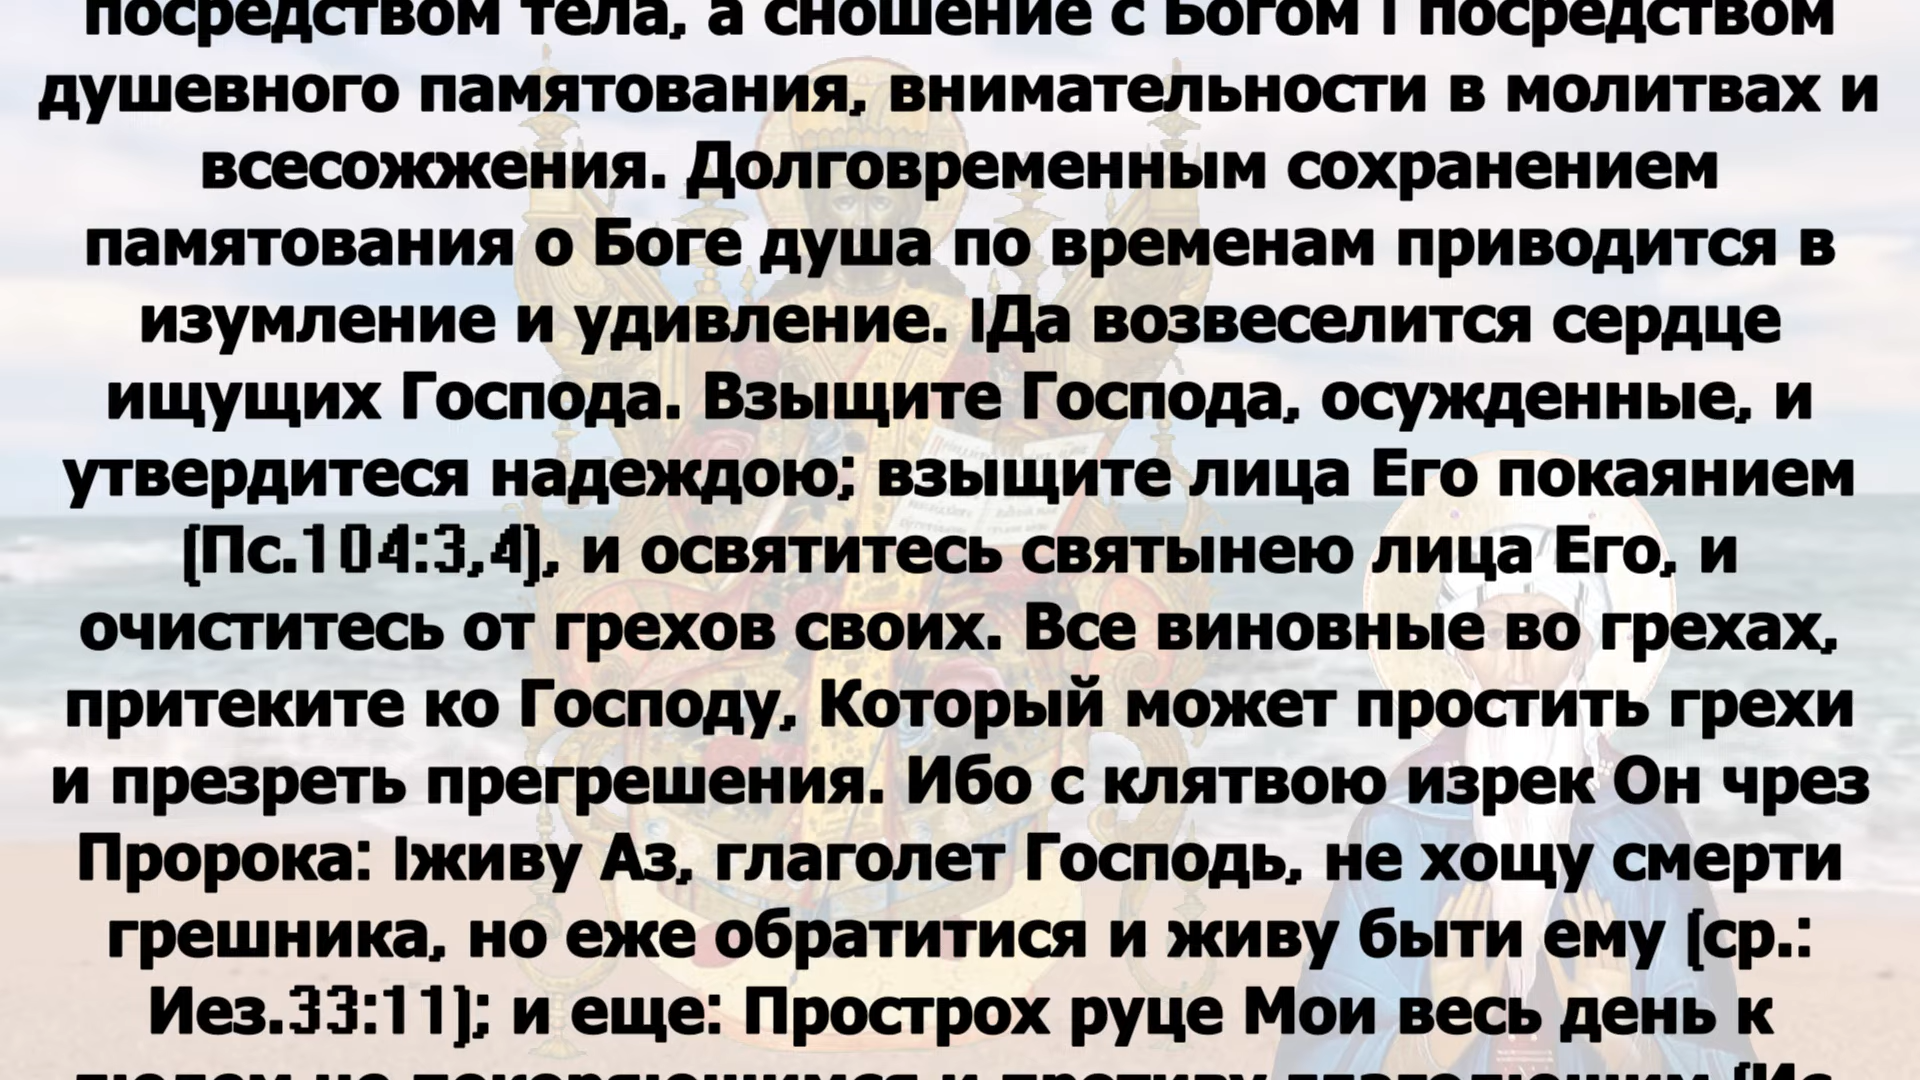 посредством тела, а сношение с Богом I посредством
душевного памятования, внимательности в молитвах и
всесожжения. Долговременным сохранением
памятования о Боге душа по временам приводится в
изумление и удивление. IДа возвеселится сердце
ищущих Господа. Взыщите Господа, осужденные, и
утвердитеся надеждою; взыщите лица Его покаянием
(Пс.104:3,4), и освятитесь святынею лица Его, и
очиститесь от грехов своих. Все виновные во грехах,
притеките ко Господу, Который может простить грехи
и презреть прегрешения. Ибо с клятвою изрек Он чрез
Пророка: Iживу Аз, глаголет Господь, не хощу смерти
грешника, но еже обратитися и живу быти ему (ср.:
Иез.33:11); и еще: Прострох руце Мои весь день к